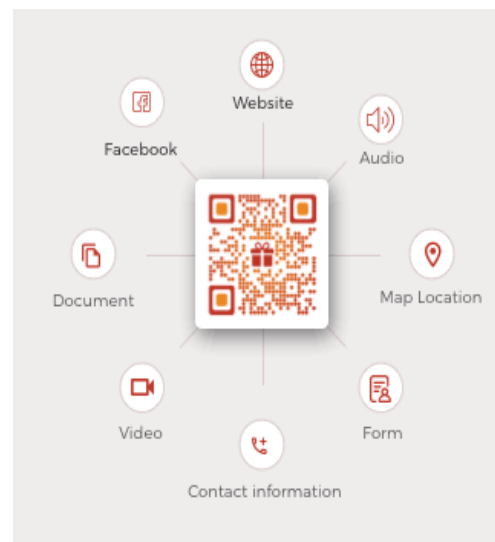 Website
Facebook
Audio
Document
Map Location
Video
Form
Contact information